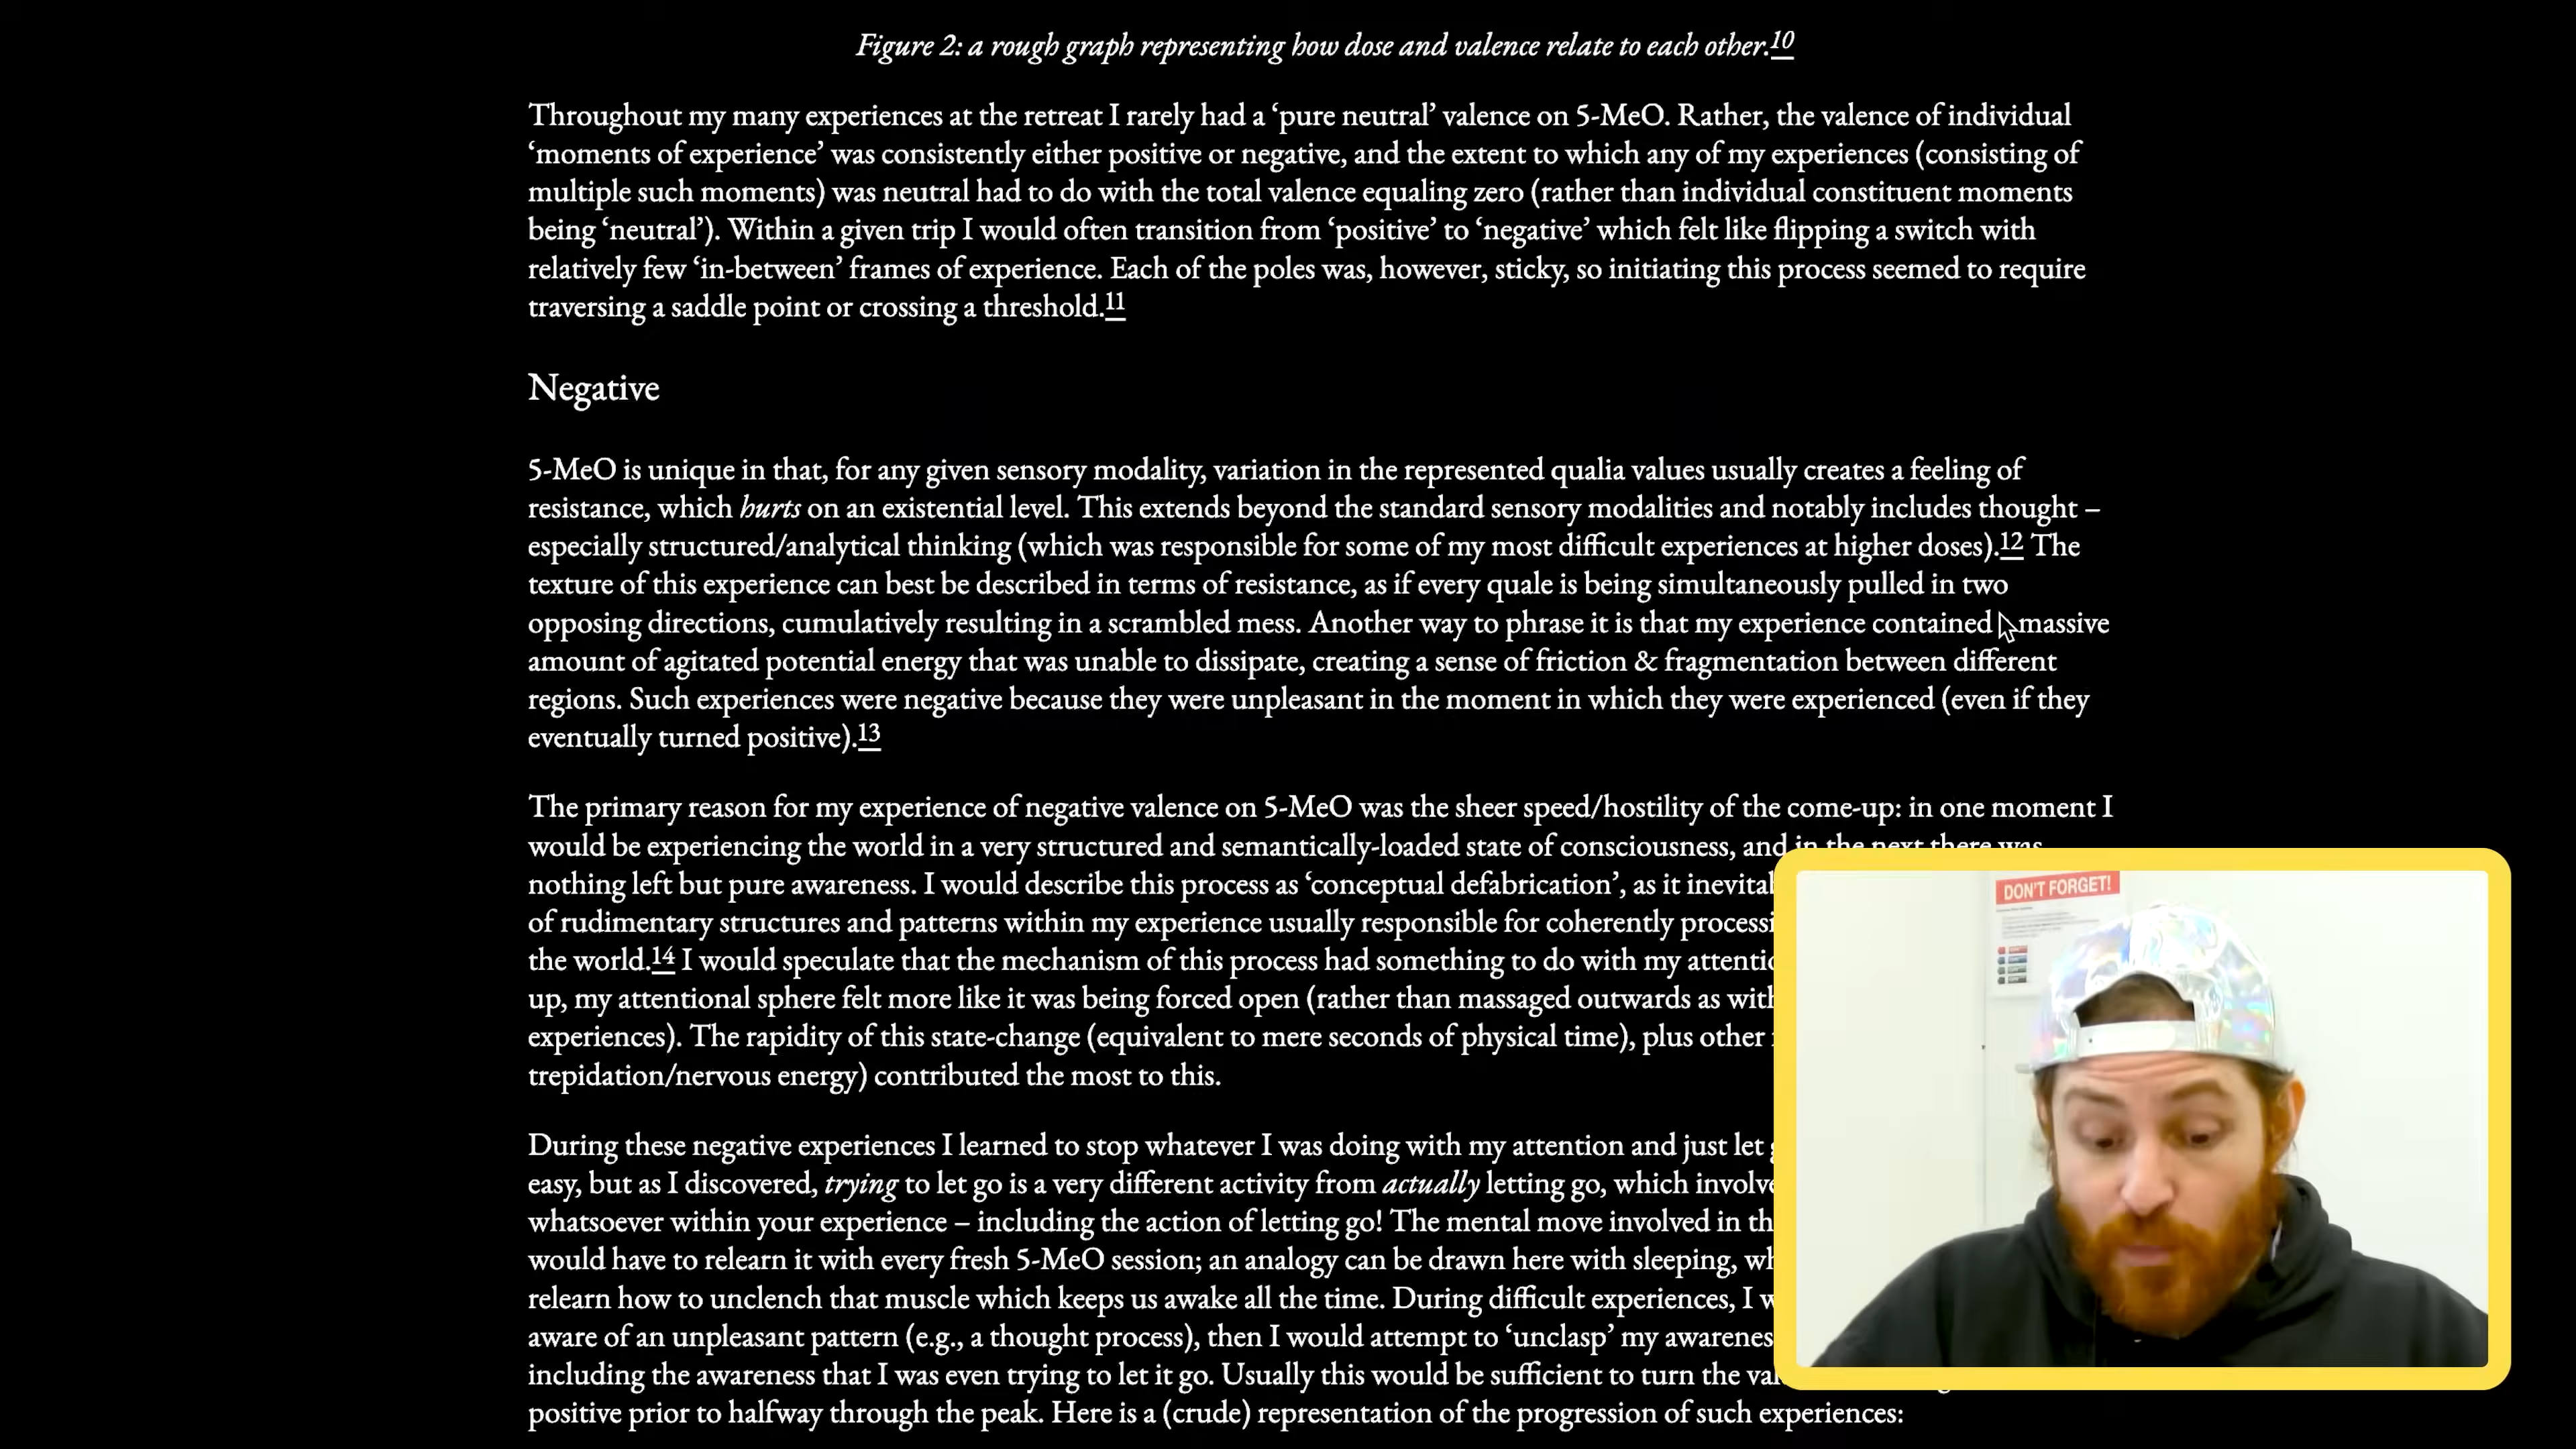 Figure 2: a rough graph representing how dose and valence relate to each other.10
Throughout my many experiences at the retreat I rarely had a ‘pure neutral’ valence on 5-MeO. Rather, the valence of individual
‘moments of experience’ was consistently either positive or negative, and the extent to which any of my experiences (consisting of
multiple such moments) was neutral had to do with the total valence equaling zero (rather than individual constituent moments
being ‘neutral’). Within a given trip I would often transition from ‘positive’ to ‘negative’ which felt like flipping a switch with
relatively few ‘in-between’ frames of experience. Each of the poles was, however, sticky, so initiating this process seemed to require
traversing a saddle point or crossing a threshold.11
Negative
5-MeO is unique in that, for any given sensory modality, variation in the represented qualia values usually creates a feeling of
resistance, which hurts on an existential level. This extends beyond the standard sensory modalities and notably includes thought –
especially structured/analytical thinking (which was responsible for some of my most difficult experiences at higher doses).12 The
texture of this experience can best be described in terms of resistance, as if every quale is being simultaneously pulled in two
opposing directions, cumulatively resulting in a scrambled mess. Another way to phrase it is that my experience contained massive
amount of agitated potential energy that was unable to dissipate, creating a sense of friction & fragmentation between different
regions. Such experiences were negative because they were unpleasant in the moment in which they were experienced (even if they
eventually turned positive).13
The primary reason for my experience of negative valence on 5-MeO was the sheer speed/hostility of the come-up: in one moment I
would be experiencing the world in a very structured and semantically-loaded state of consciousness, and in the next there was
nothing left but pure awareness. I would describe this process as ‘conceptual defabrication’, as it
of rudimentary structures and patterns within my experience usually responsible for coherently
the world.14 I would speculate that the mechanism of this process had something to do with my
up, my attentional sphere felt more like it was being forced open (rather than massaged outwards as
experiences). The rapidity of this state-change (equivalent to mere seconds of physical time), plus other
trepidation/nervous energy) contributed the most to this.
During these negative experiences I learned to stop whatever I was doing with my attention and just let
easy, but as I discovered, trying to let go is a very different activity from actually letting go, which
whatsoever within your experience – including the action of letting go! The mental move involved in
would have to relearn it with every fresh 5-MeO session; an analogy can be drawn here with sleeping,
relearn how to unclench that muscle which keeps us awake all the time. During difficult experiences, I
aware of an unpleasant pattern (e.g., a thought process), then I would attempt to ‘unclasp’ my
including the awareness that I was even trying to let it go. Usually this would be sufficient to turn the
positive prior to halfway through the peak. Here is a (crude) representation of the progression of such experiences:
DON'T FORGET!